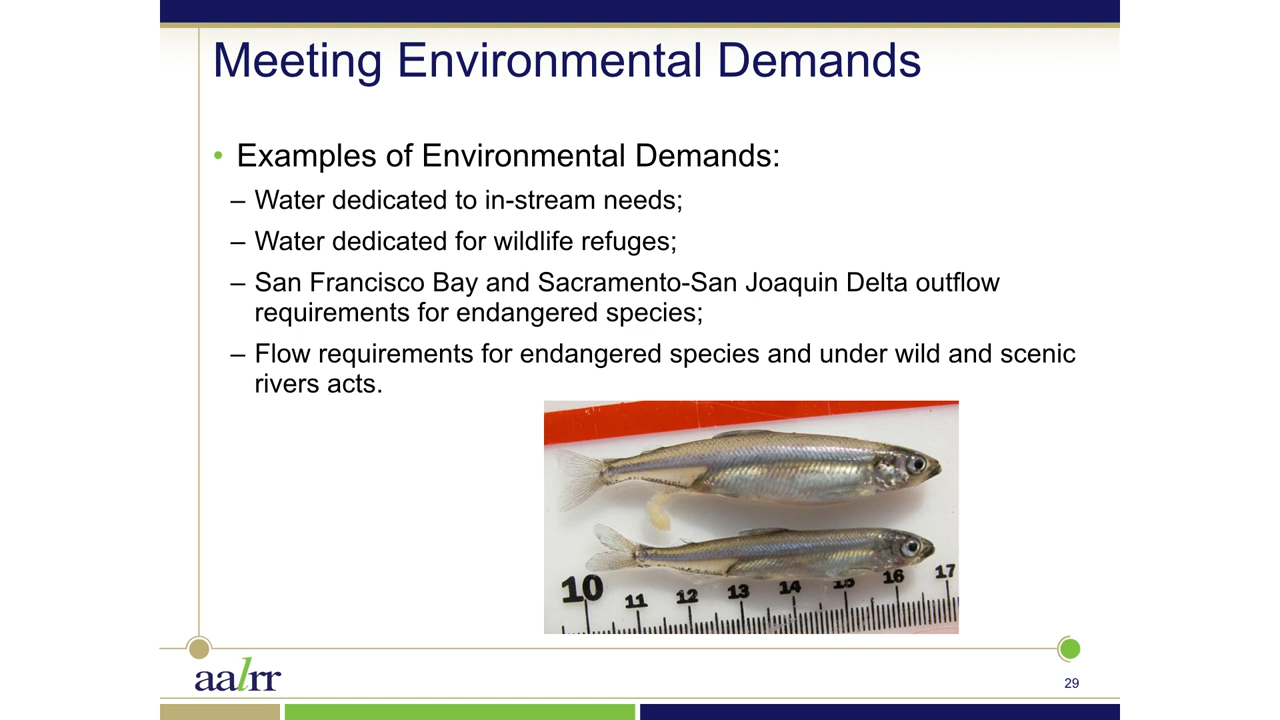 Meeting Environmental Demands
• Examples of Environmental Demands:
– Water dedicated to in-stream needs;
– Water dedicated for wildlife refuges;
– San Francisco Bay and Sacramento-San Joaquin Delta outflow
requirements for endangered species;
– Flow requirements for endangered species and under wild and scenic
rivers acts.
10 11 12 13 14 15 16 17
aalrr
29